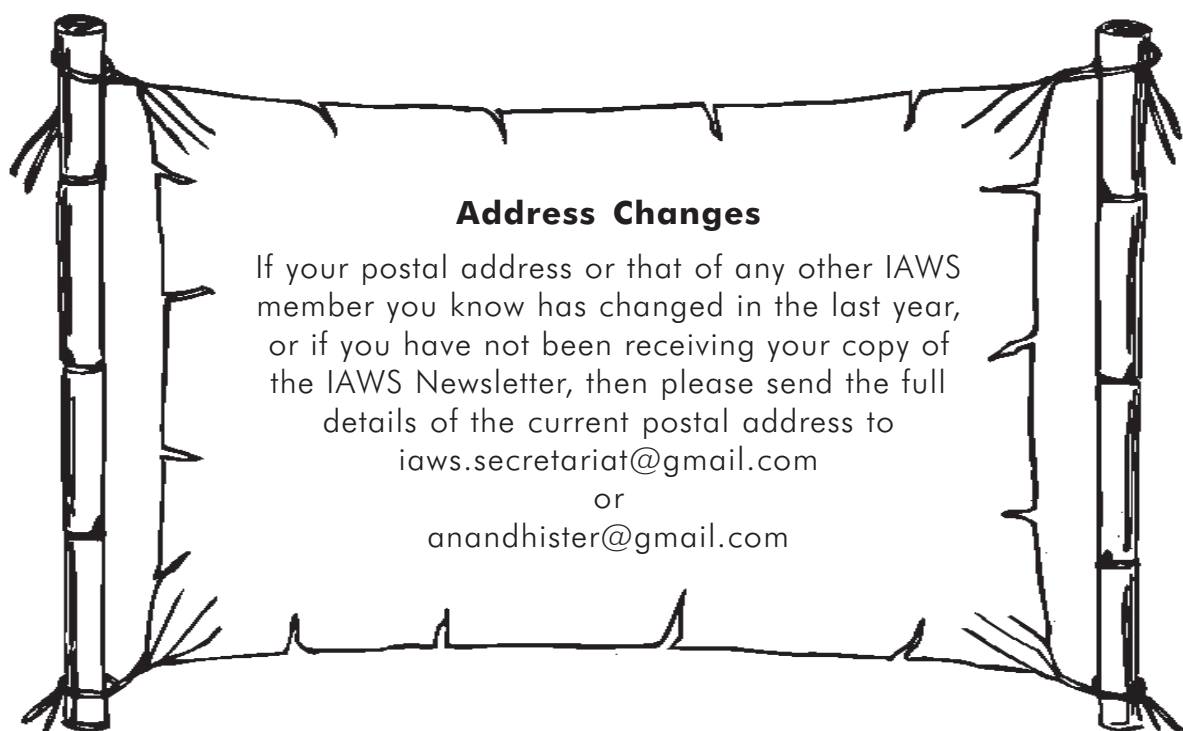 Address Changes
If your postal address or that of any other IAWS
member you know has changed in the last year,
or if you have not been receiving your copy of
the IAWS Newsletter, then please send the full
details of the current postal address to
iaws.secretariat@gmail.com
or
anandhister@gmail.com